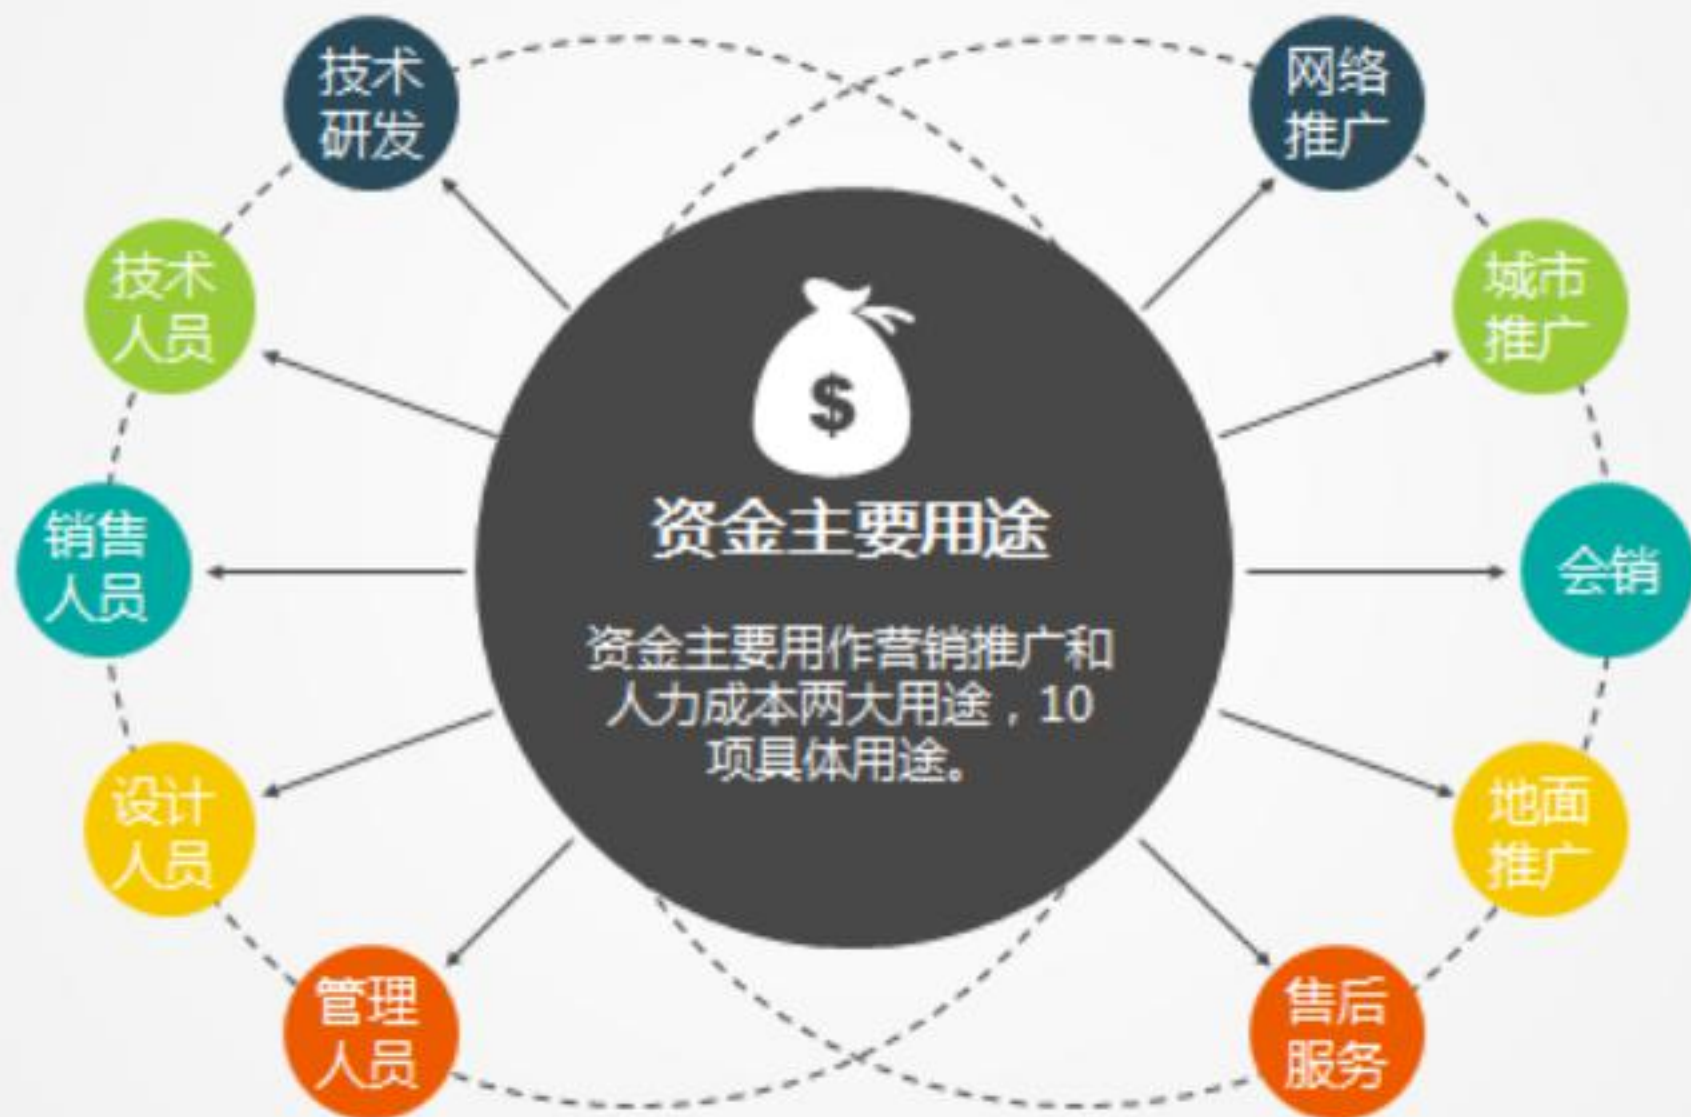 技术
研发
技术
人员
销售
人员
设计
人员
管理
人员
$
资金主要用途
资金主要用作营销推广和
人力成本两大用途，10
项具体用途。
网络
推广
城市
推广
会销
地面
推广
售后
服务